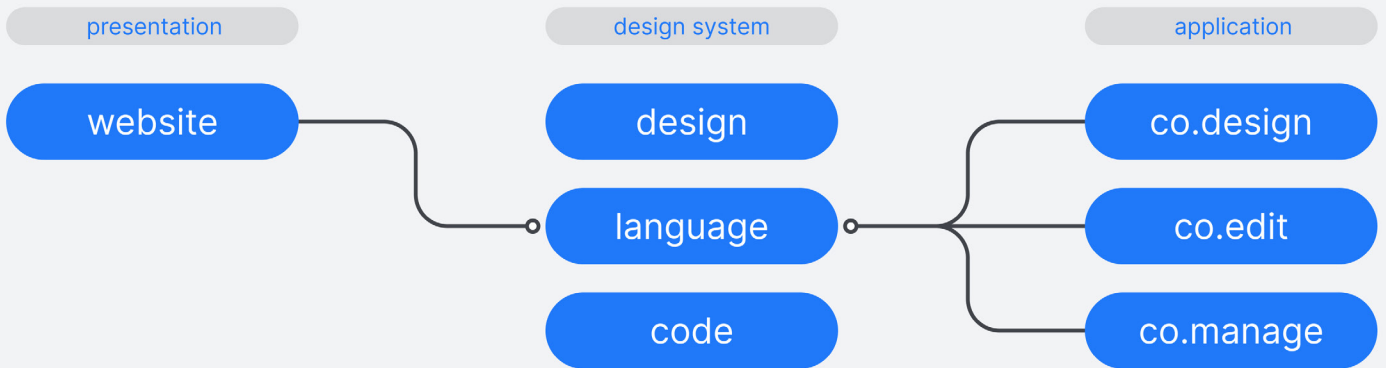 presentation
design system
application
website
design
co.design
language
co.edit
code
co.manage